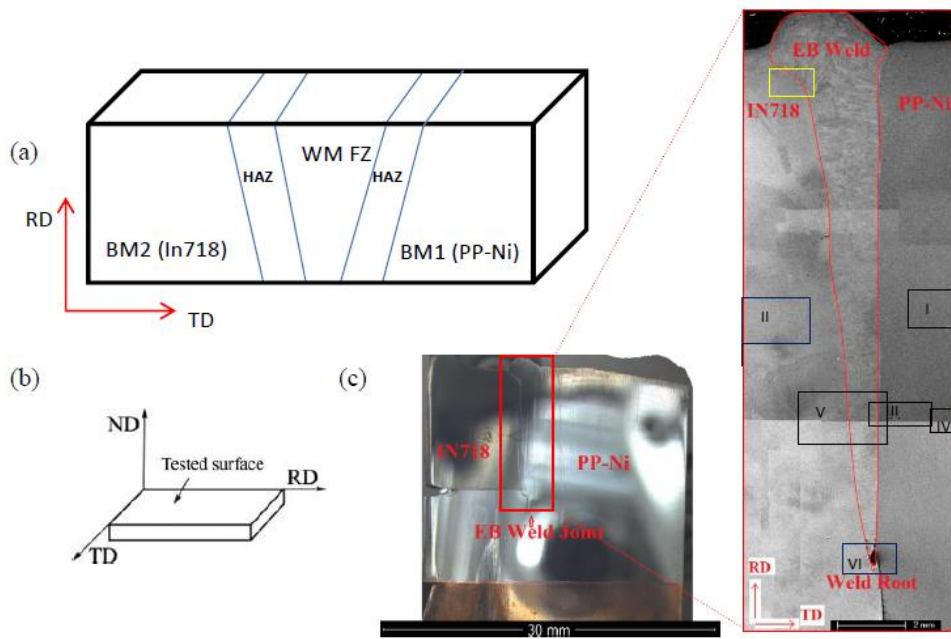 (a)
RD
TD
HAZ
WM FZ
HAZ
BM2 (In718)
BM1 (PP-Ni)
(b)
ND
Tested surface
RD
TD
(c)
IN718
PP-Ni
EB Weld Joint
30 mm
EB Weld
IN718
PP-Ni
I
II
V
II
IV
VI
Weld Root
RD
TD
2 mm